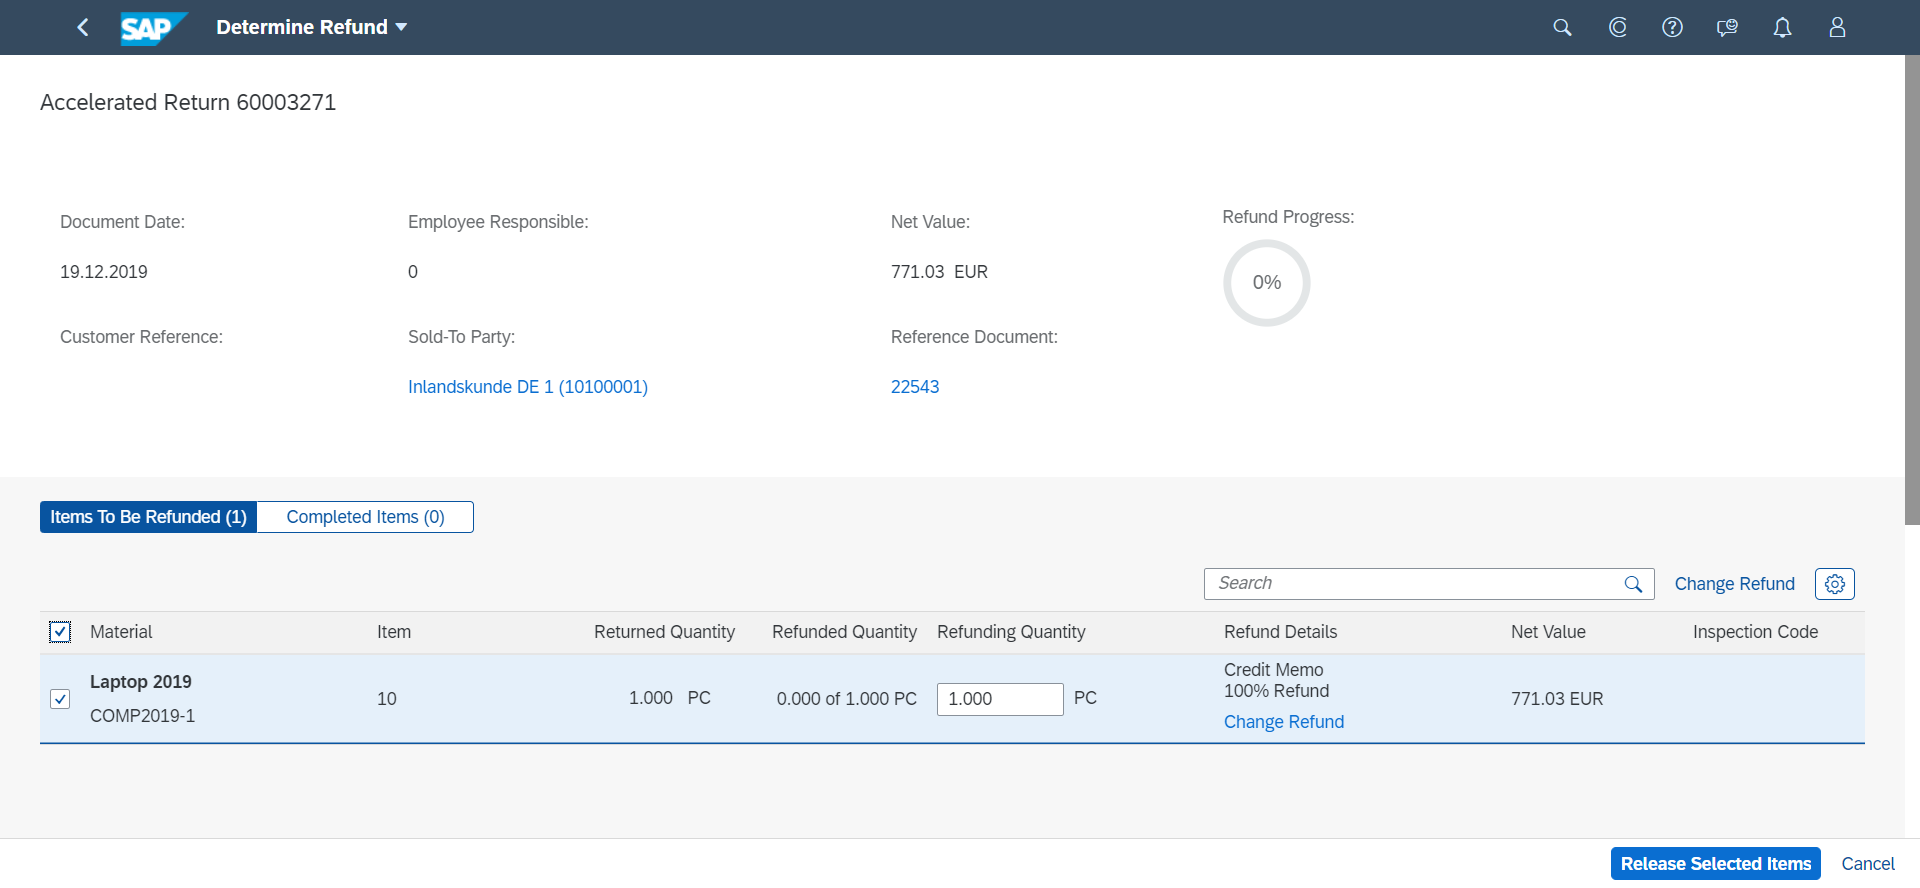 SAP
Determine Refund
Accelerated Return 60003271
Document Date:
19.12.2019
Employee Responsible:
0
Net Value:
771.03 EUR
Refund Progress:
0%
Customer Reference:
Sold-To Party:
Inlandskunde DE 1 (10100001)
Reference Document:
22543
Items To Be Refunded (1)
Completed Items (0)
Search
Change Refund
Material
Item
Returned Quantity
Refunded Quantity
Refunding Quantity
Refund Details
Net Value
Inspection Code
Laptop 2019
COMP2019-1
10
1.000 PC
0.000 of 1.000 PC
1.000 PC
Credit Memo
100% Refund
Change Refund
771.03 EUR
Release Selected Items
Cancel